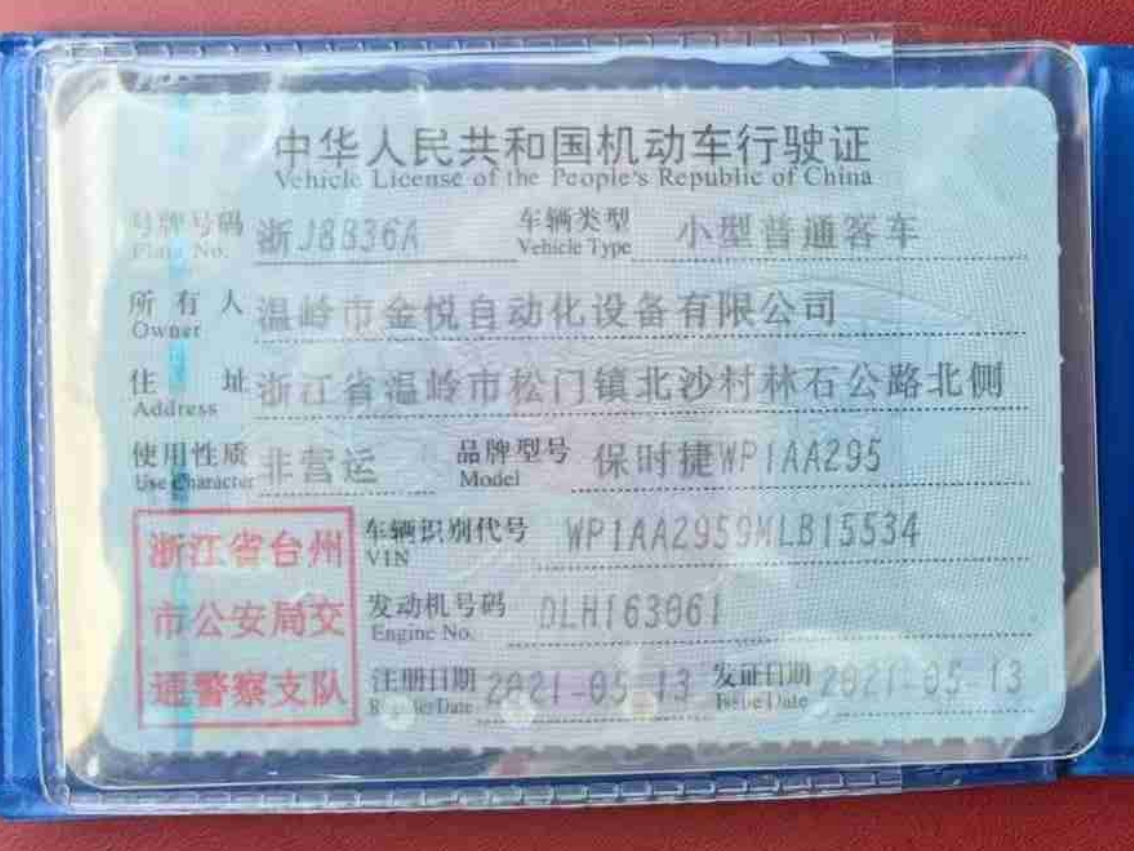 中华人民共和国机动车行驶证
Vehicle License of the People's Republic of China
号牌号码 浙J8B36A 车辆类型 小型普通客车
Plate No. Vehicle Type
所有人 温岭市金悦自动化设备有限公司
Owner
住址 浙江省温岭市松门镇北沙村林石公路北侧
Address
使用性质 非营运 品牌型号 保时捷WP1AA295
Use Character Model
浙江省台州 车辆识别代号 WP1AA2959MLB15534
VIN
市公安局交 发动机号码 DLH163061
Engine No.
通警察支队 注册日期 2021-05-13 发证日期 2021-05-13
Register Date Issue Date